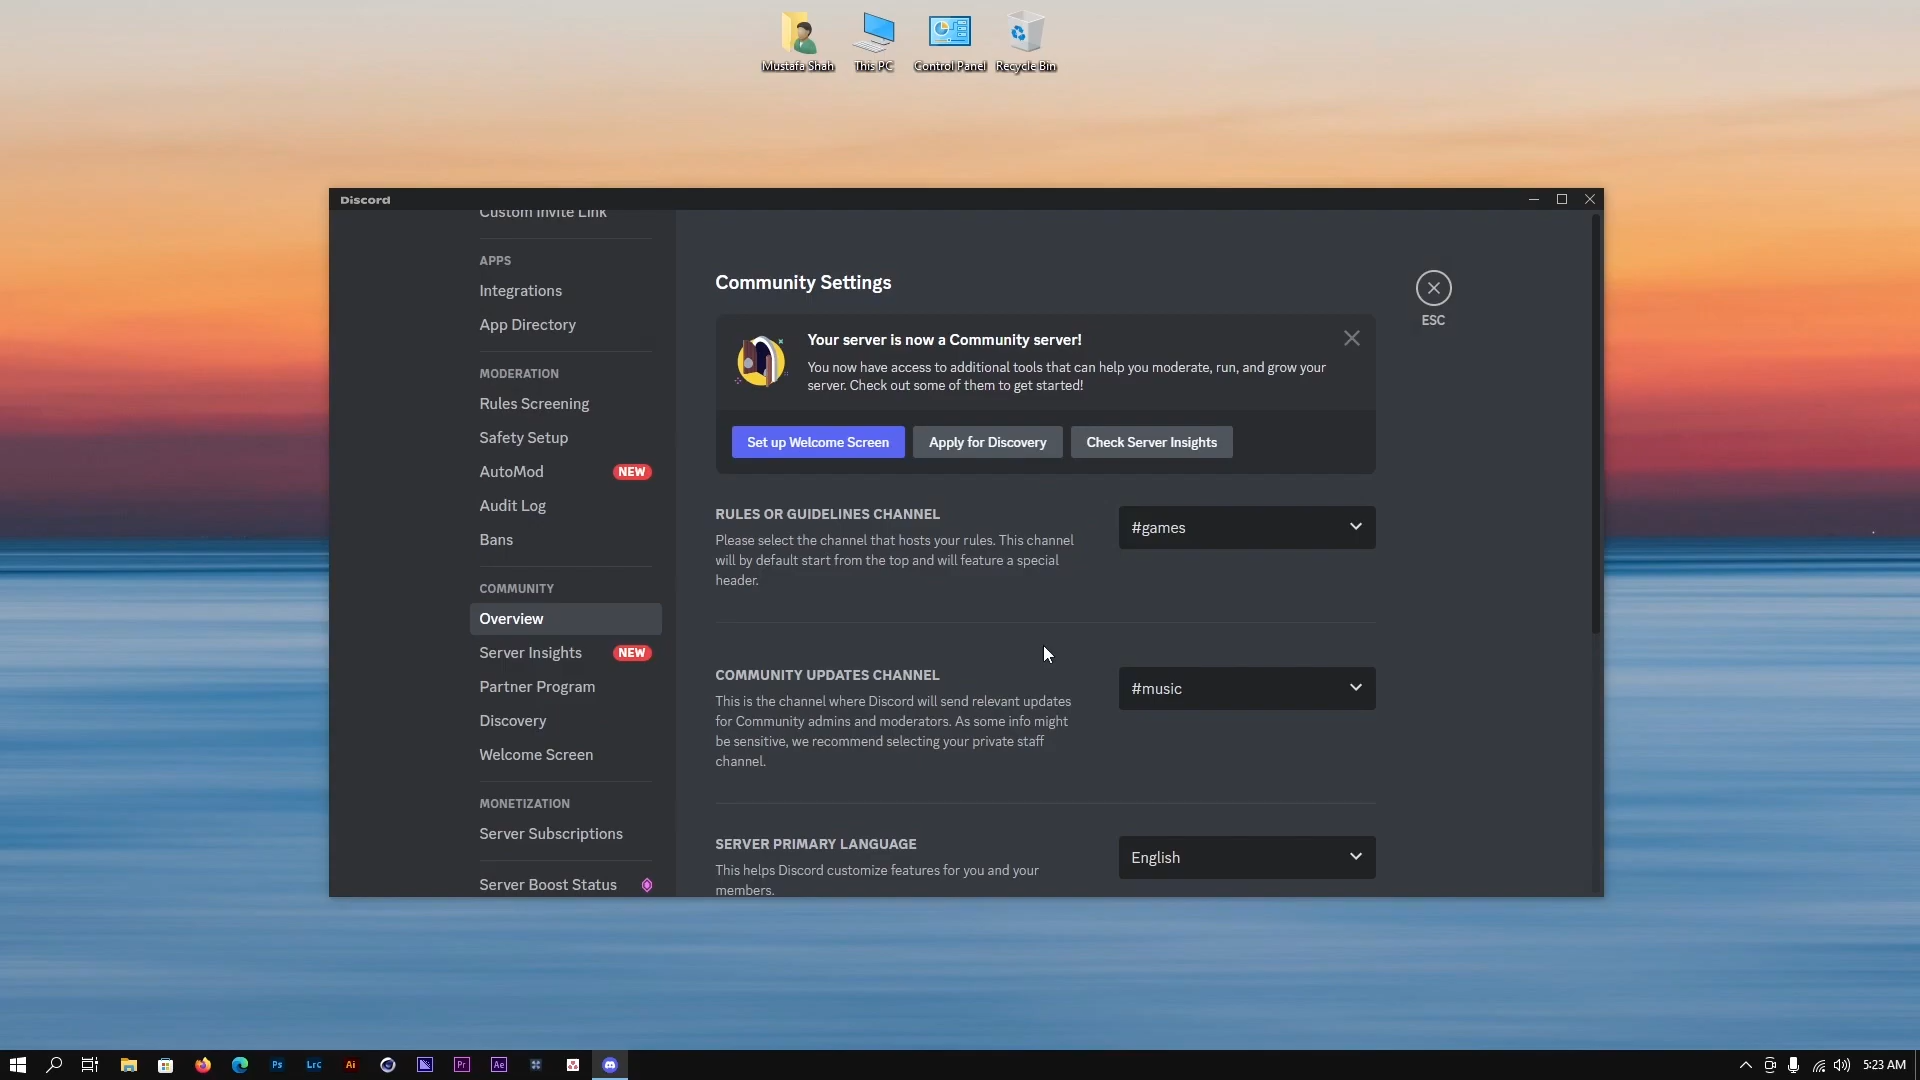 Mustafa Shah
This PC
Control Panel
Recycle Bin
Discord
Custom Invite Link
APPS
Integrations
App Directory
MODERATION
Rules Screening
Safety Setup
AutoMod
NEW
Audit Log
Bans
COMMUNITY
Overview
Server Insights
NEW
Partner Program
Discovery
Welcome Screen
MONETIZATION
Server Subscriptions
Server Boost Status
Community Settings
ESC
Your server is now a Community server!
You now have access to additional tools that can help you moderate, run, and grow your
server. Check out some of them to get started!
Set up Welcome Screen
Apply for Discovery
Check Server Insights
RULES OR GUIDELINES CHANNEL
Please select the channel that hosts your rules. This channel
will by default start from the top and will feature a special
header.
#games
COMMUNITY UPDATES CHANNEL
This is the channel where Discord will send relevant updates
for Community admins and moderators. As some info might
be sensitive, we recommend selecting your private staff
channel.
#music
SERVER PRIMARY LANGUAGE
This helps Discord customize features for you and your
members.
English
Ps
Lrc
Ai
Pr
Ae
5:23 AM